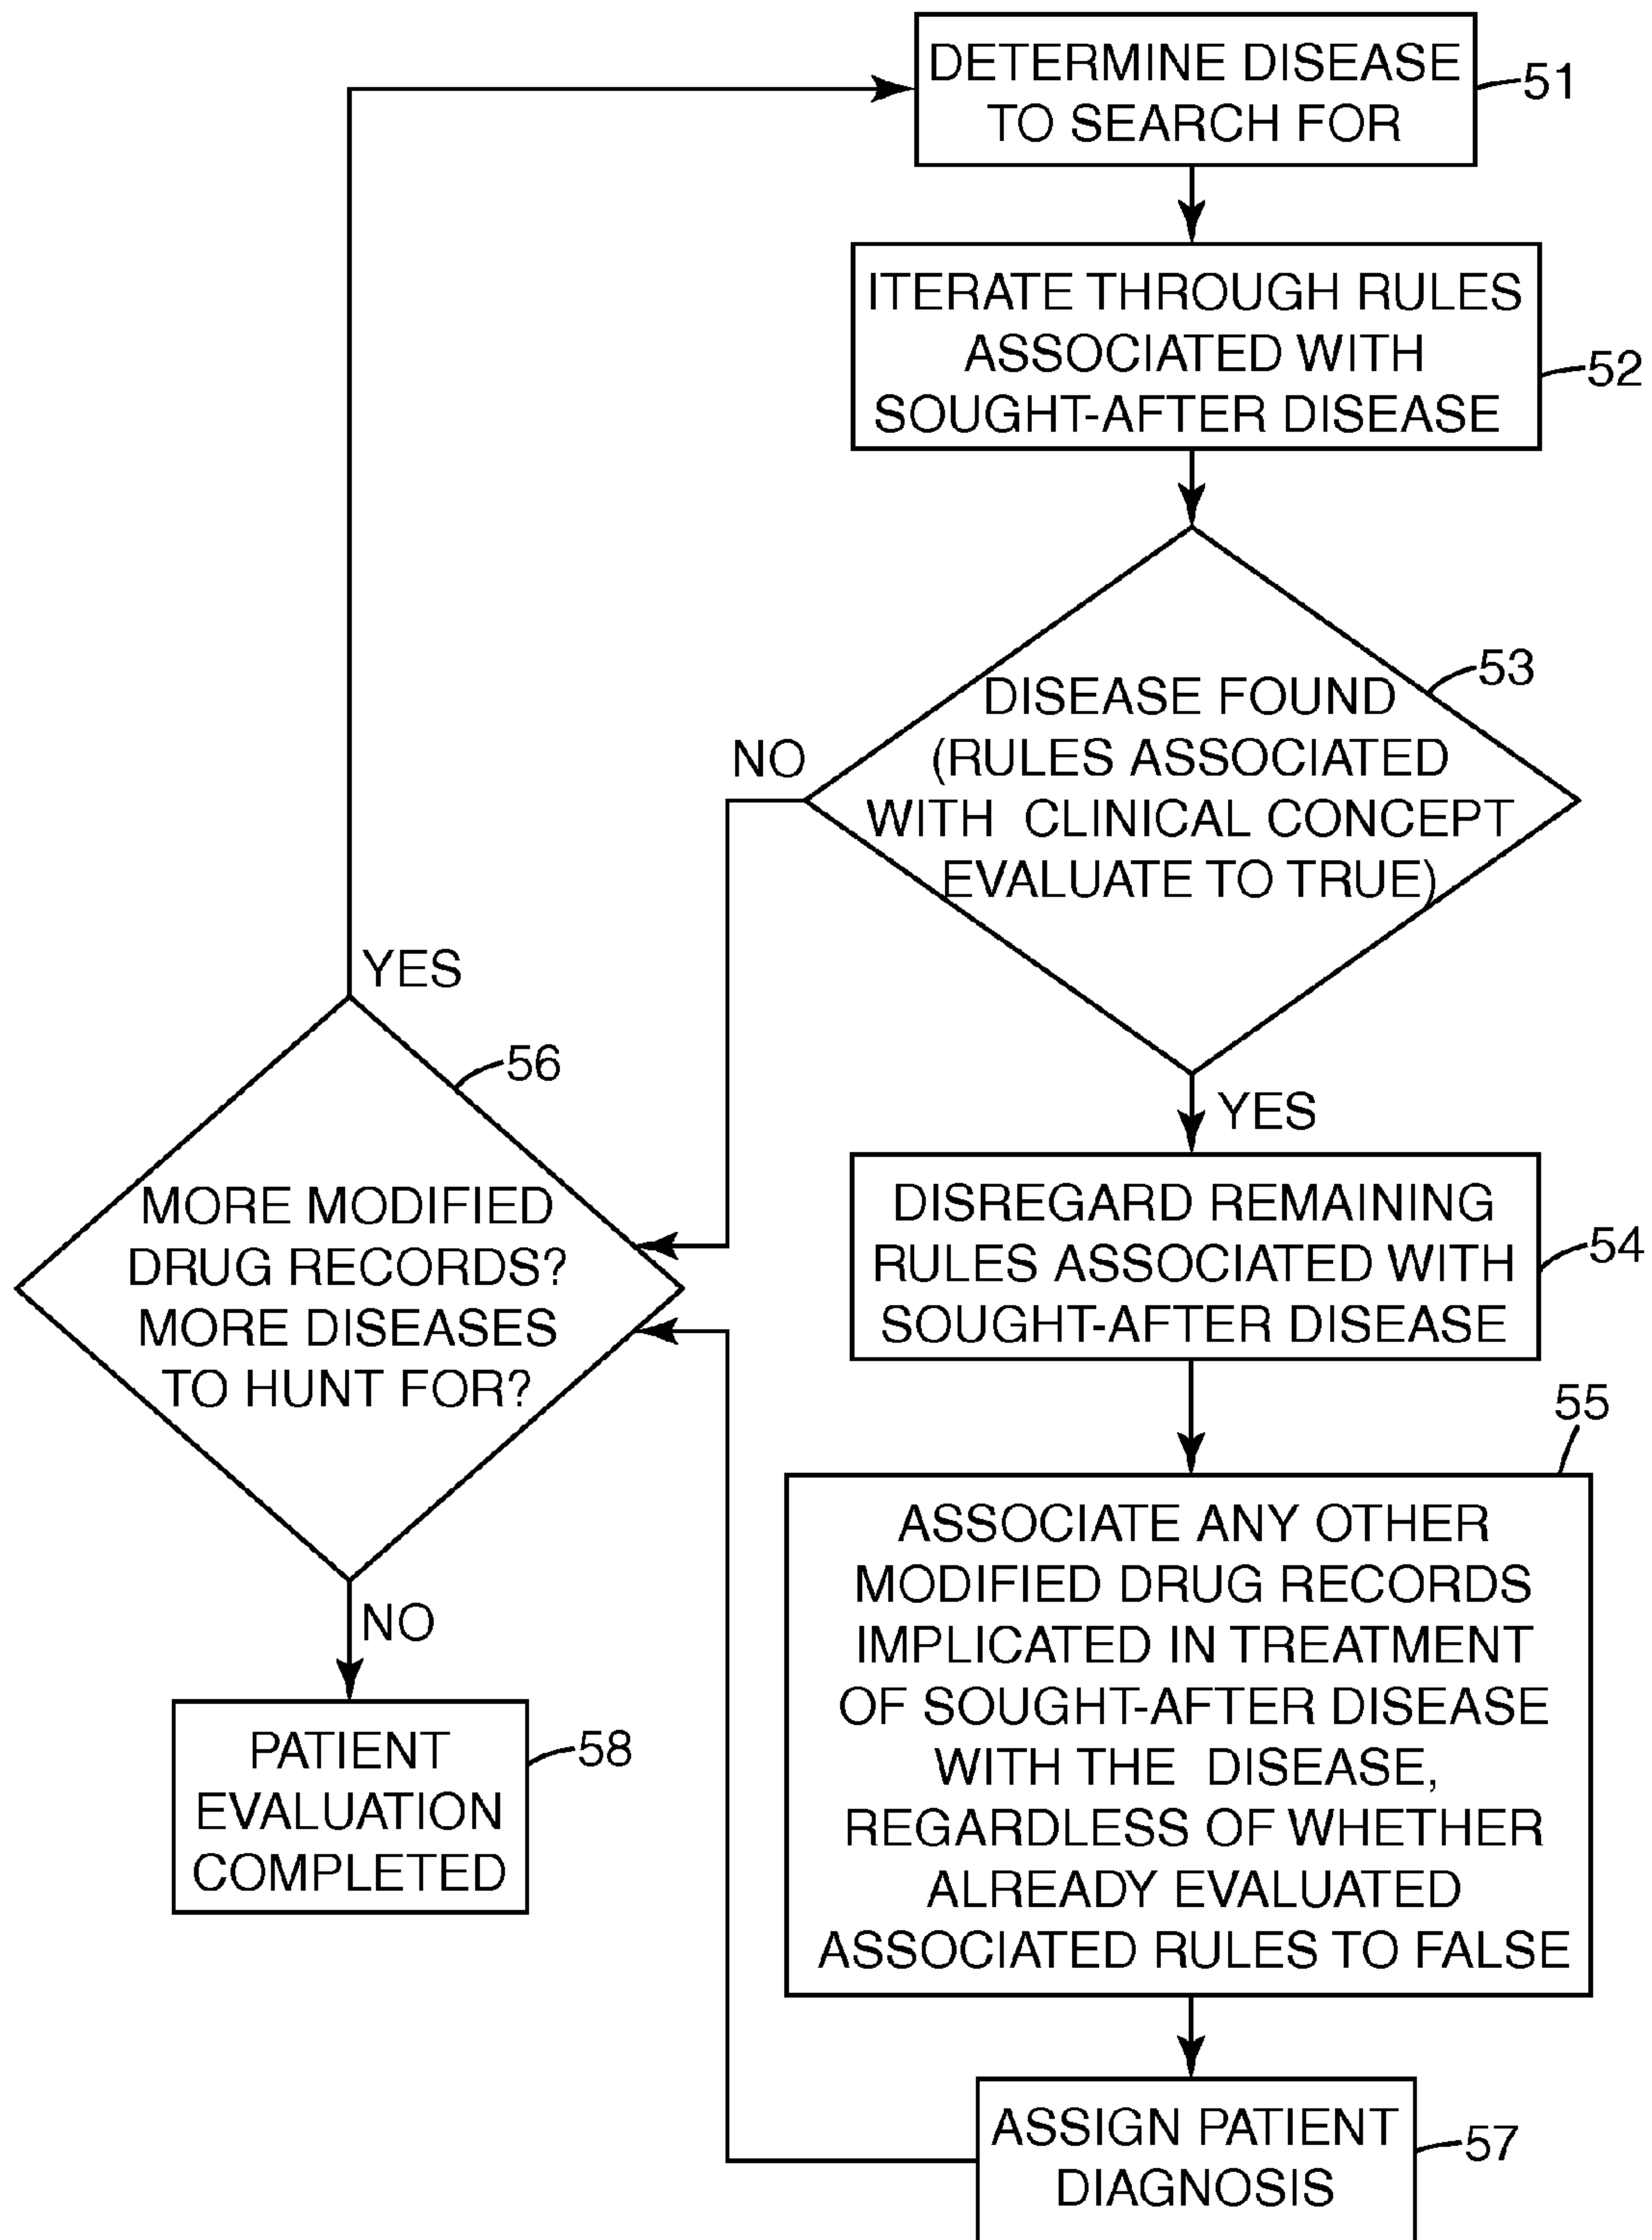 DETERMINE DISEASE
TO SEARCH FOR
51
ITERATE THROUGH RULES
ASSOCIATED WITH
SOUGHT-AFTER DISEASE
52
DISEASE FOUND
(RULES ASSOCIATED
WITH CLINICAL CONCEPT
EVALUATE TO TRUE)
53
NO
YES
YES
56
MORE MODIFIED
DRUG RECORDS?
MORE DISEASES
TO HUNT FOR?
DISREGARD REMAINING
RULES ASSOCIATED WITH
SOUGHT-AFTER DISEASE
54
55
ASSOCIATE ANY OTHER
MODIFIED DRUG RECORDS
IMPLICATED IN TREATMENT
OF SOUGHT-AFTER DISEASE
WITH THE DISEASE,
REGARDLESS OF WHETHER
ALREADY EVALUATED
ASSOCIATED RULES TO FALSE
NO
PATIENT
EVALUATION
COMPLETED
58
ASSIGN PATIENT
DIAGNOSIS
57